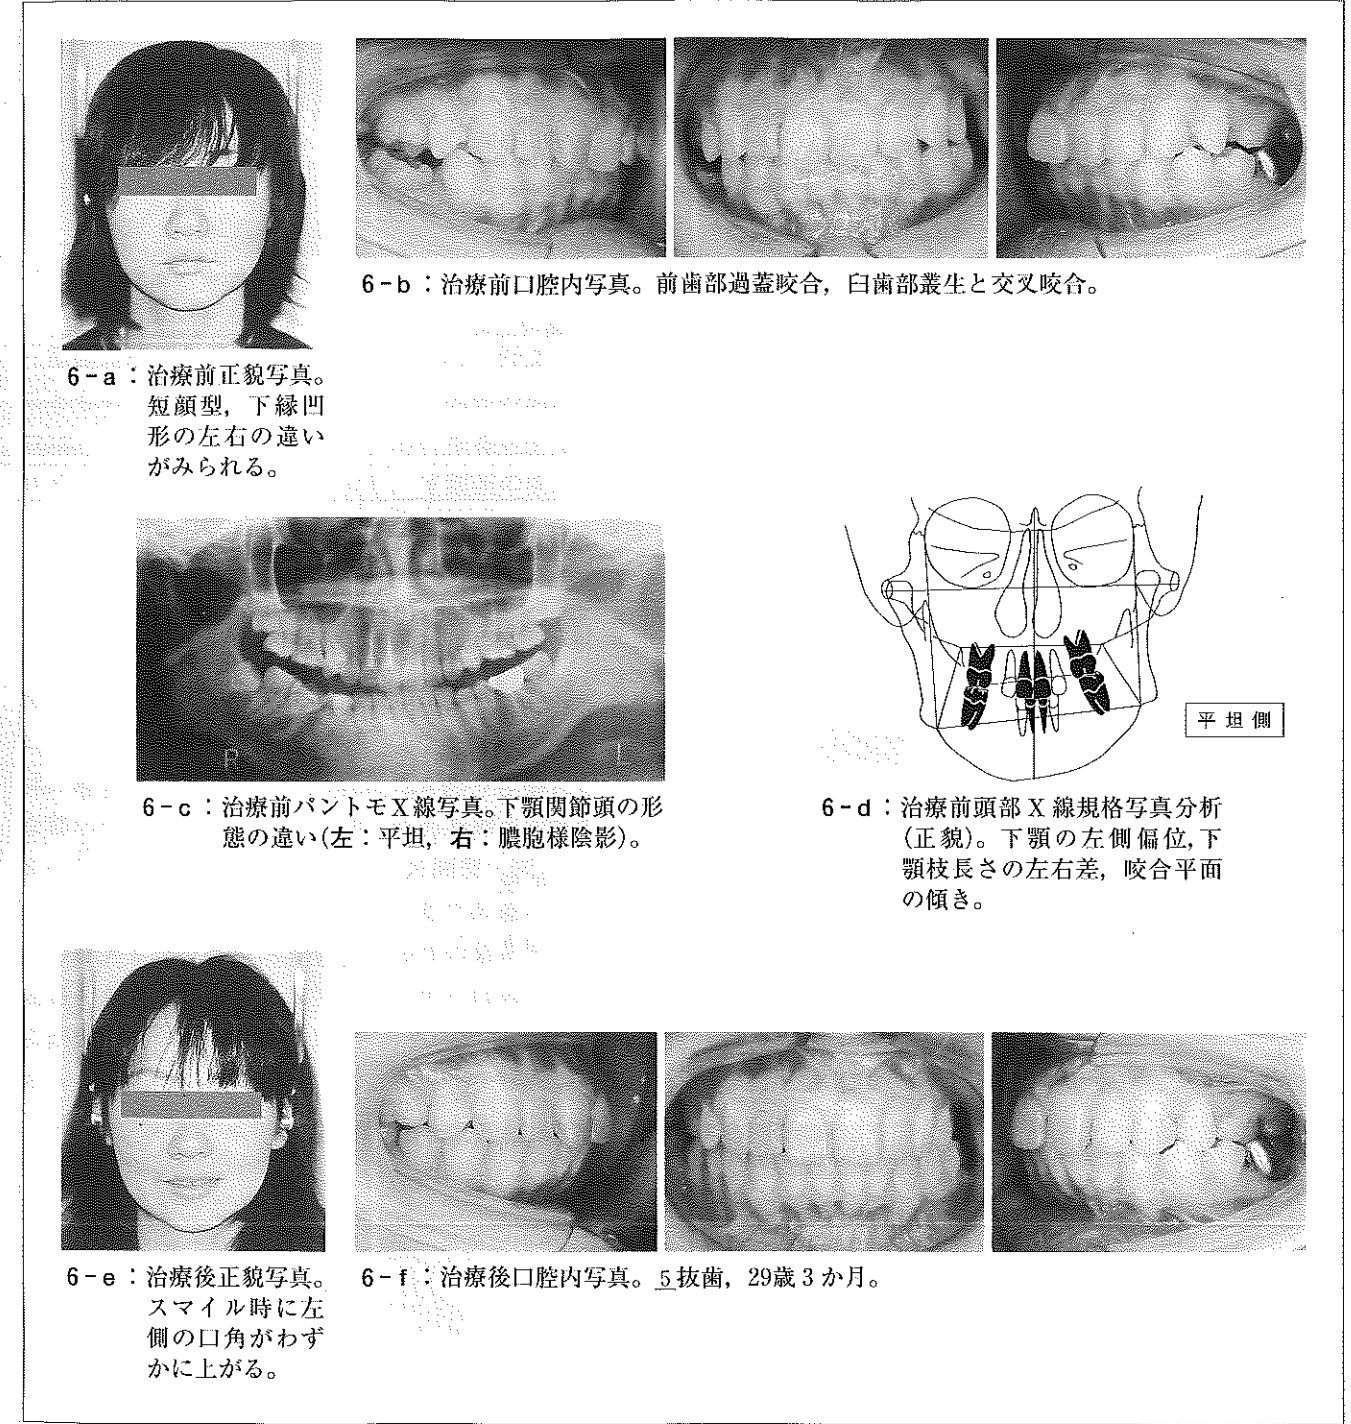 6-b：治療前口腔内写真。前歯部過蓋咬合，臼歯部叢生と交叉咬合。
6-a：治療前正貌写真。
短顔型，下縁凹
形の左右の違い
がみられる。
R
平坦側
6-c：治療前パントモX線写真。下顎関節頭の形
態の違い(左：平坦，右：膿胞様陰影)。
6-d：治療前頭部X線規格写真分析
(正貌)。下顎の左側偏位，下
顎枝長さの左右差，咬合平面
の傾き。
6-e：治療後正貌写真。
スマイル時に左
側の口角がわず
かに上がる。
6-f：治療後口腔内写真。5抜歯，29歳3か月。